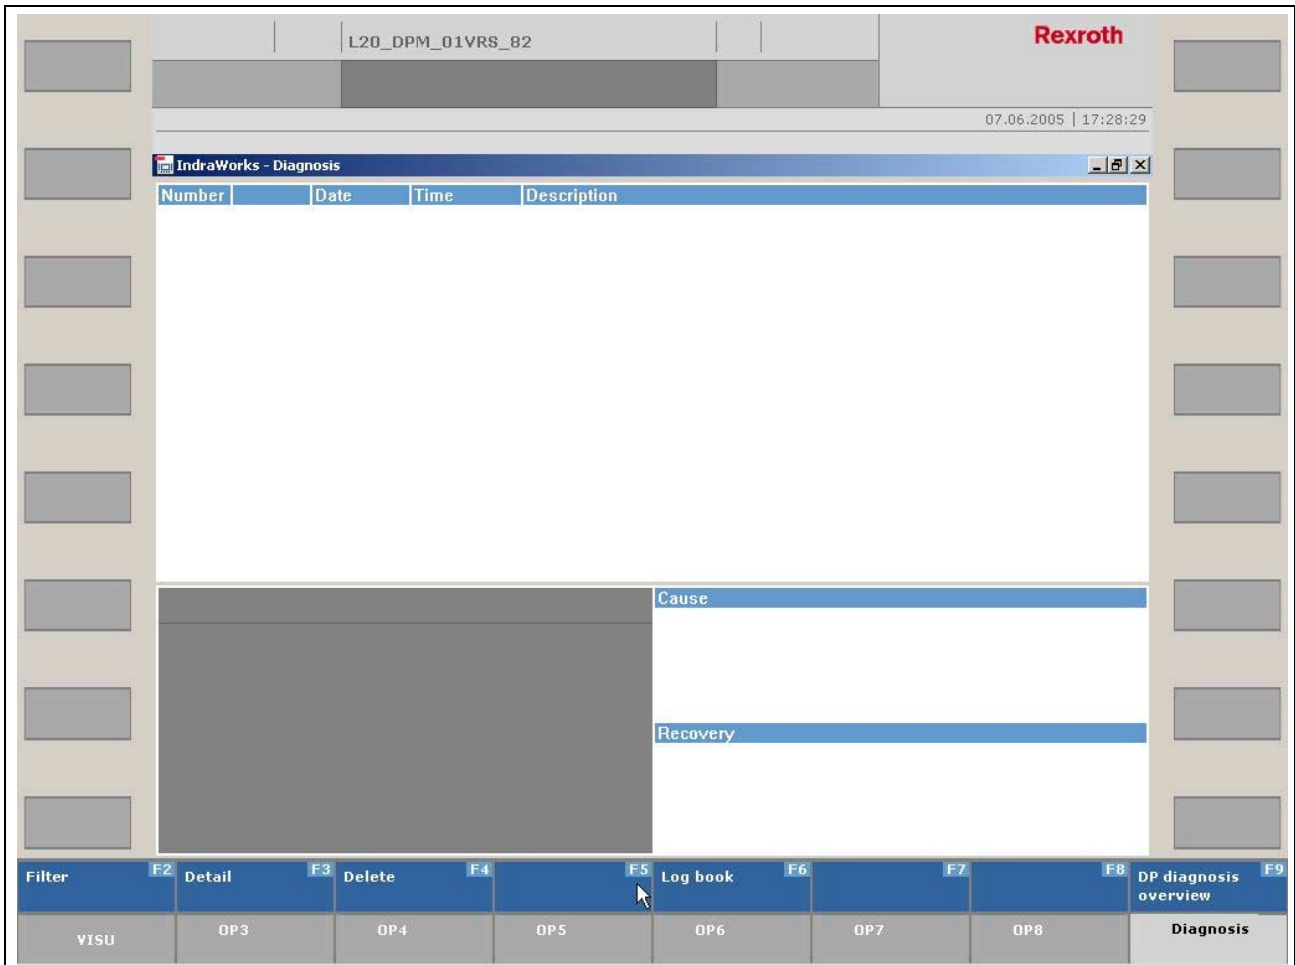 L20_DPM_01VRS_82
Rexroth
07.06.2005 | 17:28:29
IndraWorks - Diagnosis
Number Date Time Description
Cause
Recovery
Filter F2 Detail F3 Delete F4 F5 Log book F6 F7 F8 DP diagnosis F9
overview
VISU OP3 OP4 OP5 OP6 OP7 OP8 Diagnosis